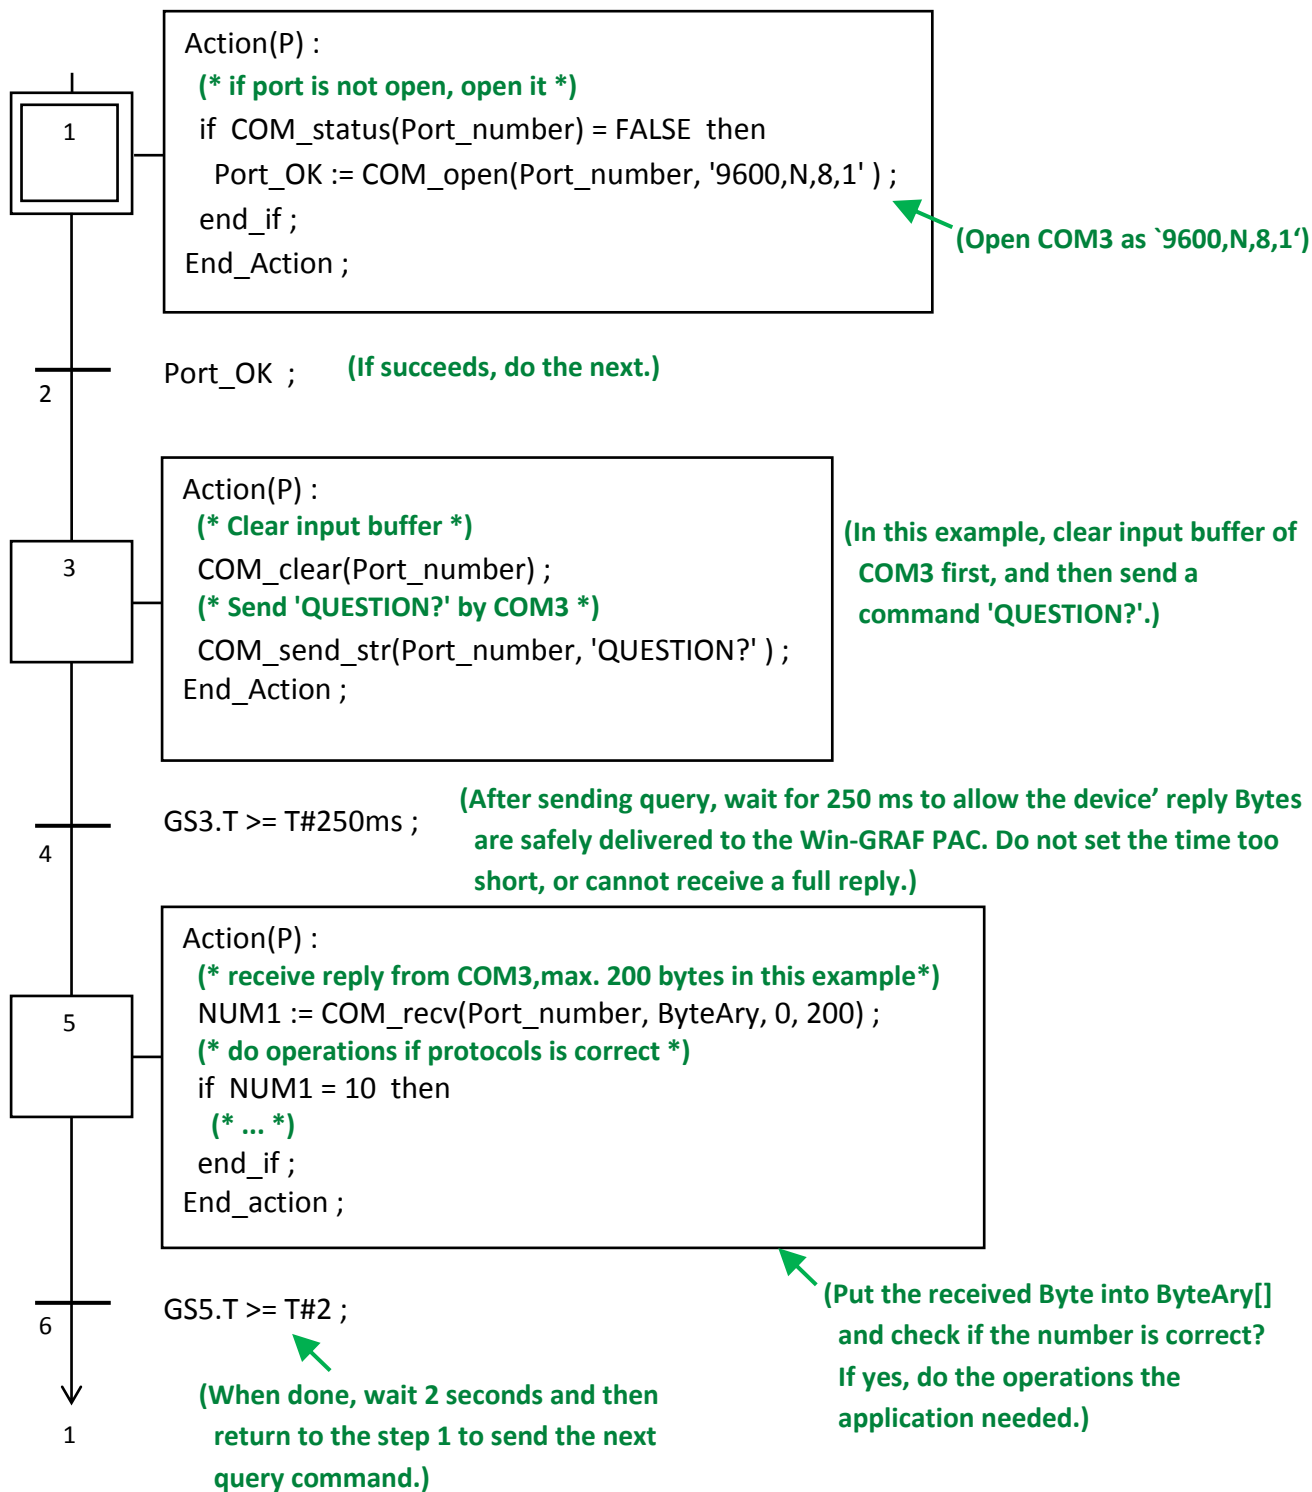 Action(P) :
(* if port is not open, open it *)
1
if COM_status(Port_number) = FALSE then
Port_OK := COM_open(Port_number, '9600,N,8,1' ) ;
end_if ;
(Open COM3 as `9600,N,8,1‘)
End_Action ;
Port_OK ;
(If succeeds, do the next.)
2
Action(P) :
(* Clear input buffer *)
3
COM_clear(Port_number) ;
(* Send 'QUESTION?' by COM3 *)
COM_send_str(Port_number, 'QUESTION?' ) ;
End_Action ;
(In this example, clear input buffer of
COM3 first, and then send a
command 'QUESTION?'.)
GS3.T >= T#250ms ;
4
(After sending query, wait for 250 ms to allow the device’ reply Bytes
are safely delivered to the Win-GRAF PAC. Do not set the time too
short, or cannot receive a full reply.)
Action(P) :
(* receive reply from COM3,max. 200 bytes in this example*)
5
NUM1 := COM_recv(Port_number, ByteAry, 0, 200) ;
(* do operations if protocols is correct *)
if NUM1 = 10 then
(* ... *)
end_if ;
End_action ;
GS5.T >= T#2 ;
6
(Put the received Byte into ByteAry[]
and check if the number is correct?
If yes, do the operations the
application needed.)
(When done, wait 2 seconds and then
return to the step 1 to send the next
query command.)
1